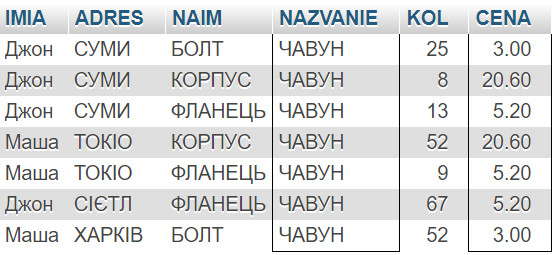 IMIA ADRES NAIM NAZVANIE KOL CENA
Джон СУМИ БОЛТ ЧАВУН 25 3.00
Джон СУМИ КОРПУС ЧАВУН 8 20.60
Джон СУМИ ФЛАНЕЦЬ ЧАВУН 13 5.20
Маша ТОКІО КОРПУС ЧАВУН 52 20.60
Маша ТОКІО ФЛАНЕЦЬ ЧАВУН 9 5.20
Джон СІЄТЛ ФЛАНЕЦЬ ЧАВУН 67 5.20
Маша ХАРКІВ БОЛТ ЧАВУН 52 3.00